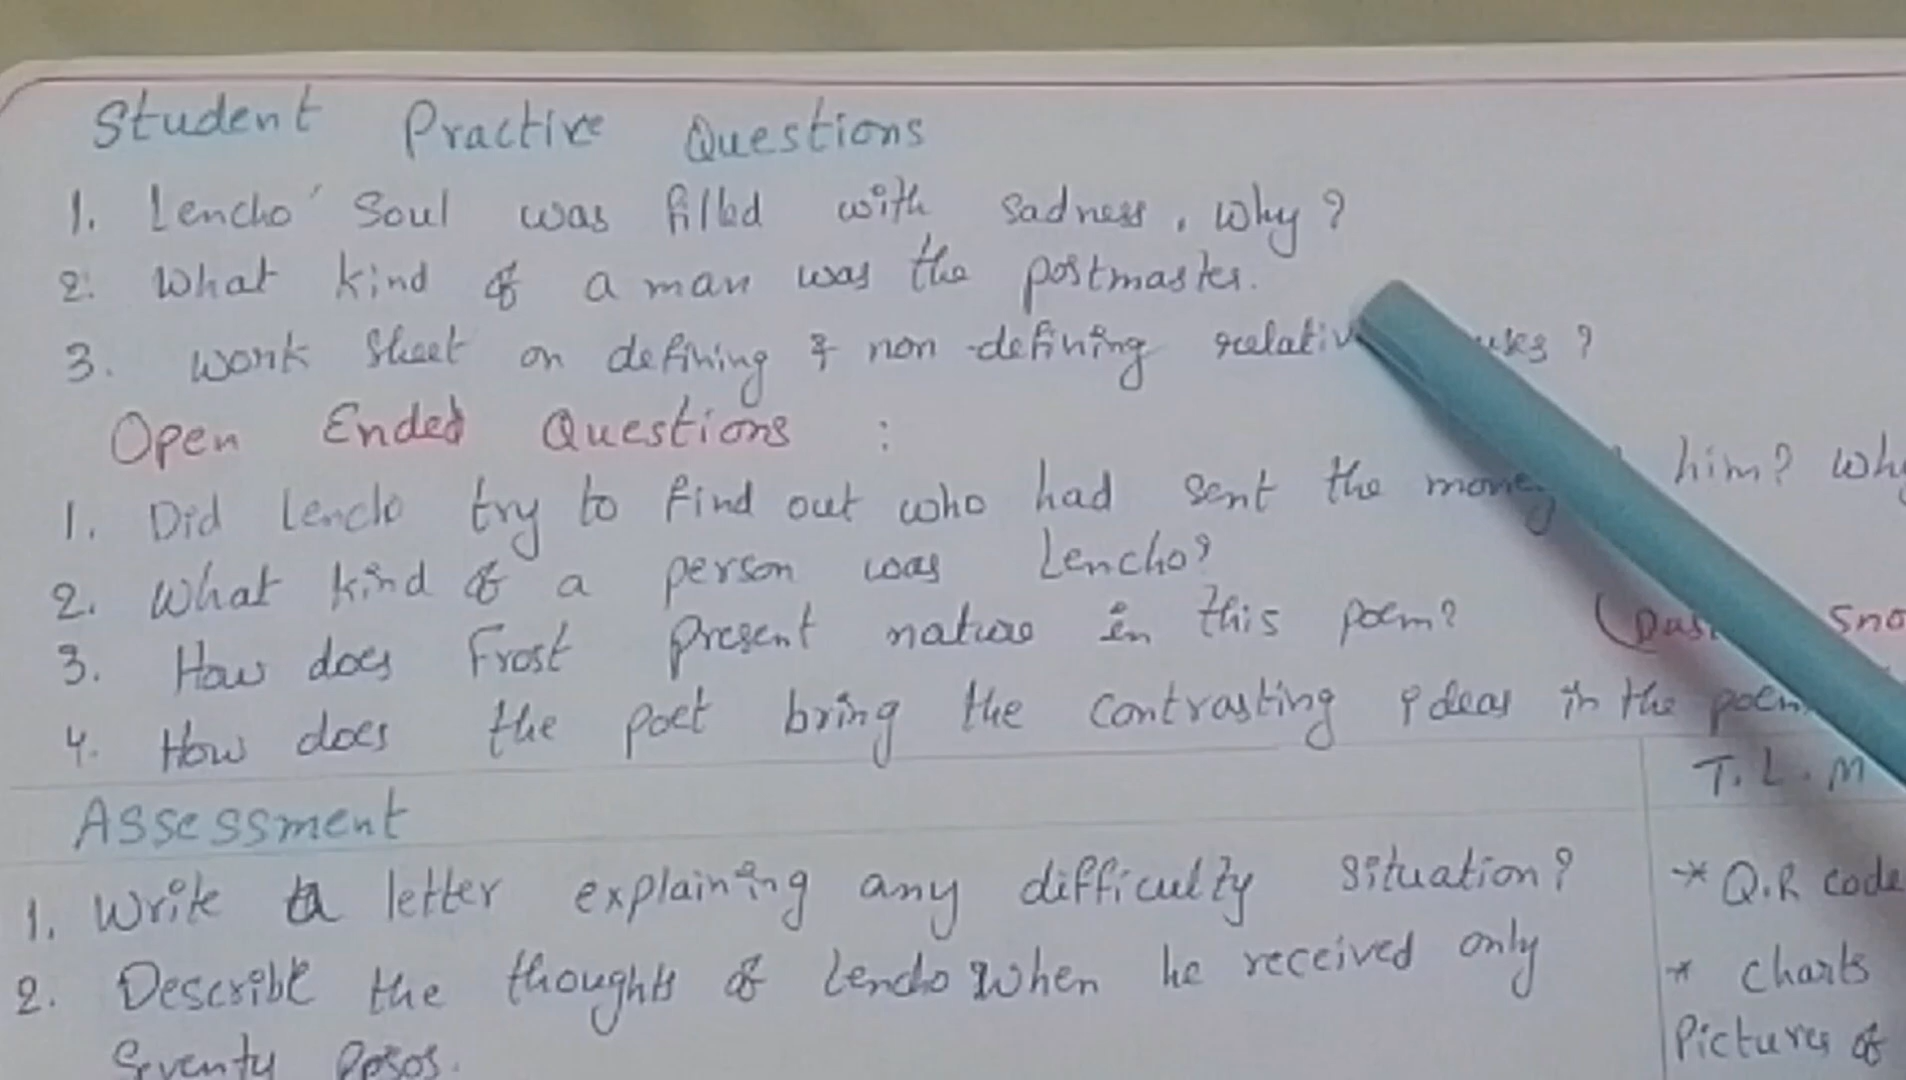 Student Practice Questions
1. Lencho' Soul was filled with sadness, why?
2. What kind of a man was the postmaster.
3. Work sheet on defining & non-defining relative ?
Open Ended Questions :
1. Did Lencho try to find out who had sent the money him? Why
2. What kind of a person was Lencho?
3. How does Frost present nature in this poem? ( Sno
4. How does the poet bring the contrasting ideas in the poem
T.L.M
Assessment
1. Write a letter explaining any difficulty situation?
* Q.R code
2. Describe the thoughts of Lencho when he received only
* Charts
Seventy Pesos.
Pictures of